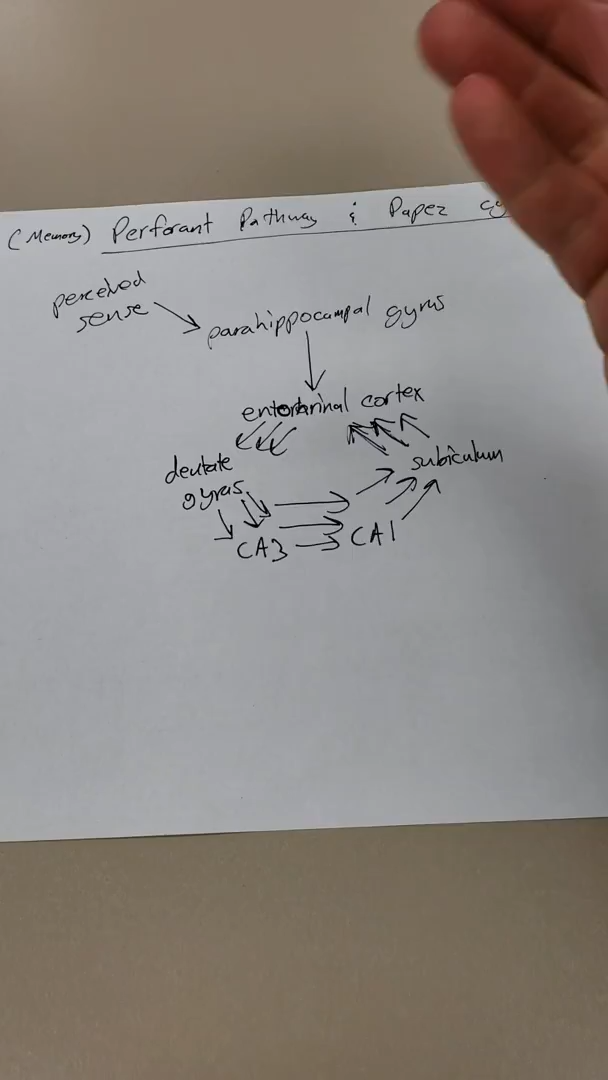 (Memory) Perforant Pathway & Papez
perceived
sense
parahippocampal gyrus
entorhinal cortex
dentate
gyrus
subiculum
CA3
CA1